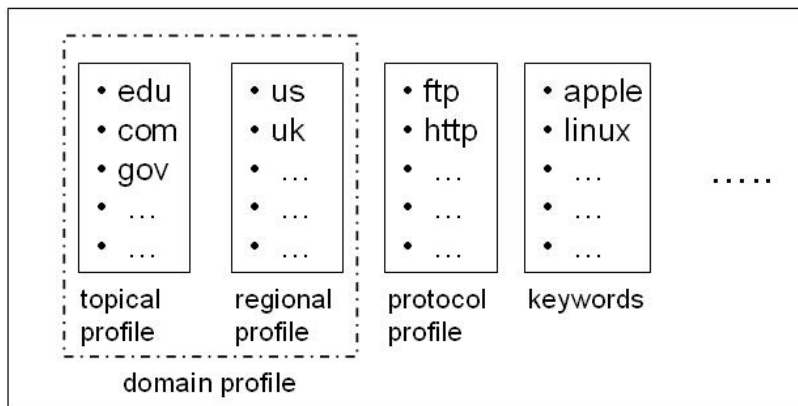 • edu
• com
• gov
• ...
• ...
topical
profile
• us
• uk
• ...
• ...
• ...
regional
profile
domain profile
• ftp
• http
• ...
• ...
• ...
protocol
profile
• apple
• linux
• ...
• ...
• ...
keywords
.....